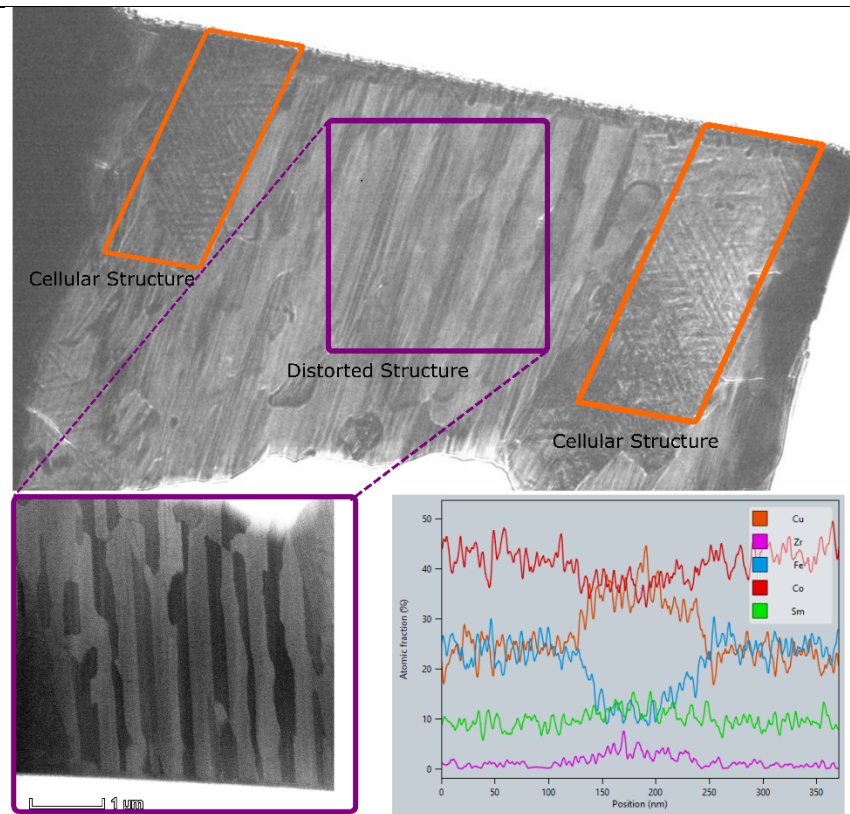 Cellular Structure
Distorted Structure
Cellular Structure
1 um
Atomic fraction (%)
50
40
30
20
10
0
Cu
Zr
Fe
Co
Sm
0
50
100
150
200
250
300
350
Position (nm)